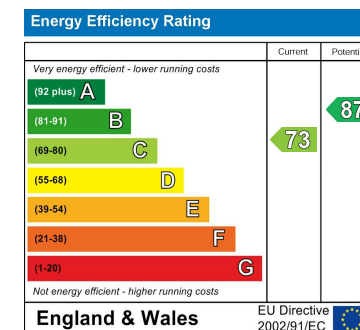 Energy Efficiency Rating
Current
Very energy efficient - lower running costs
(92 plus) A
(81-91) B
87
(69-80) C
73
(55-68) D
(39-54) E
(21-38) F
(1-20) G
Not energy efficient - higher running costs
England & Wales
EU Directive
2002/91/EC